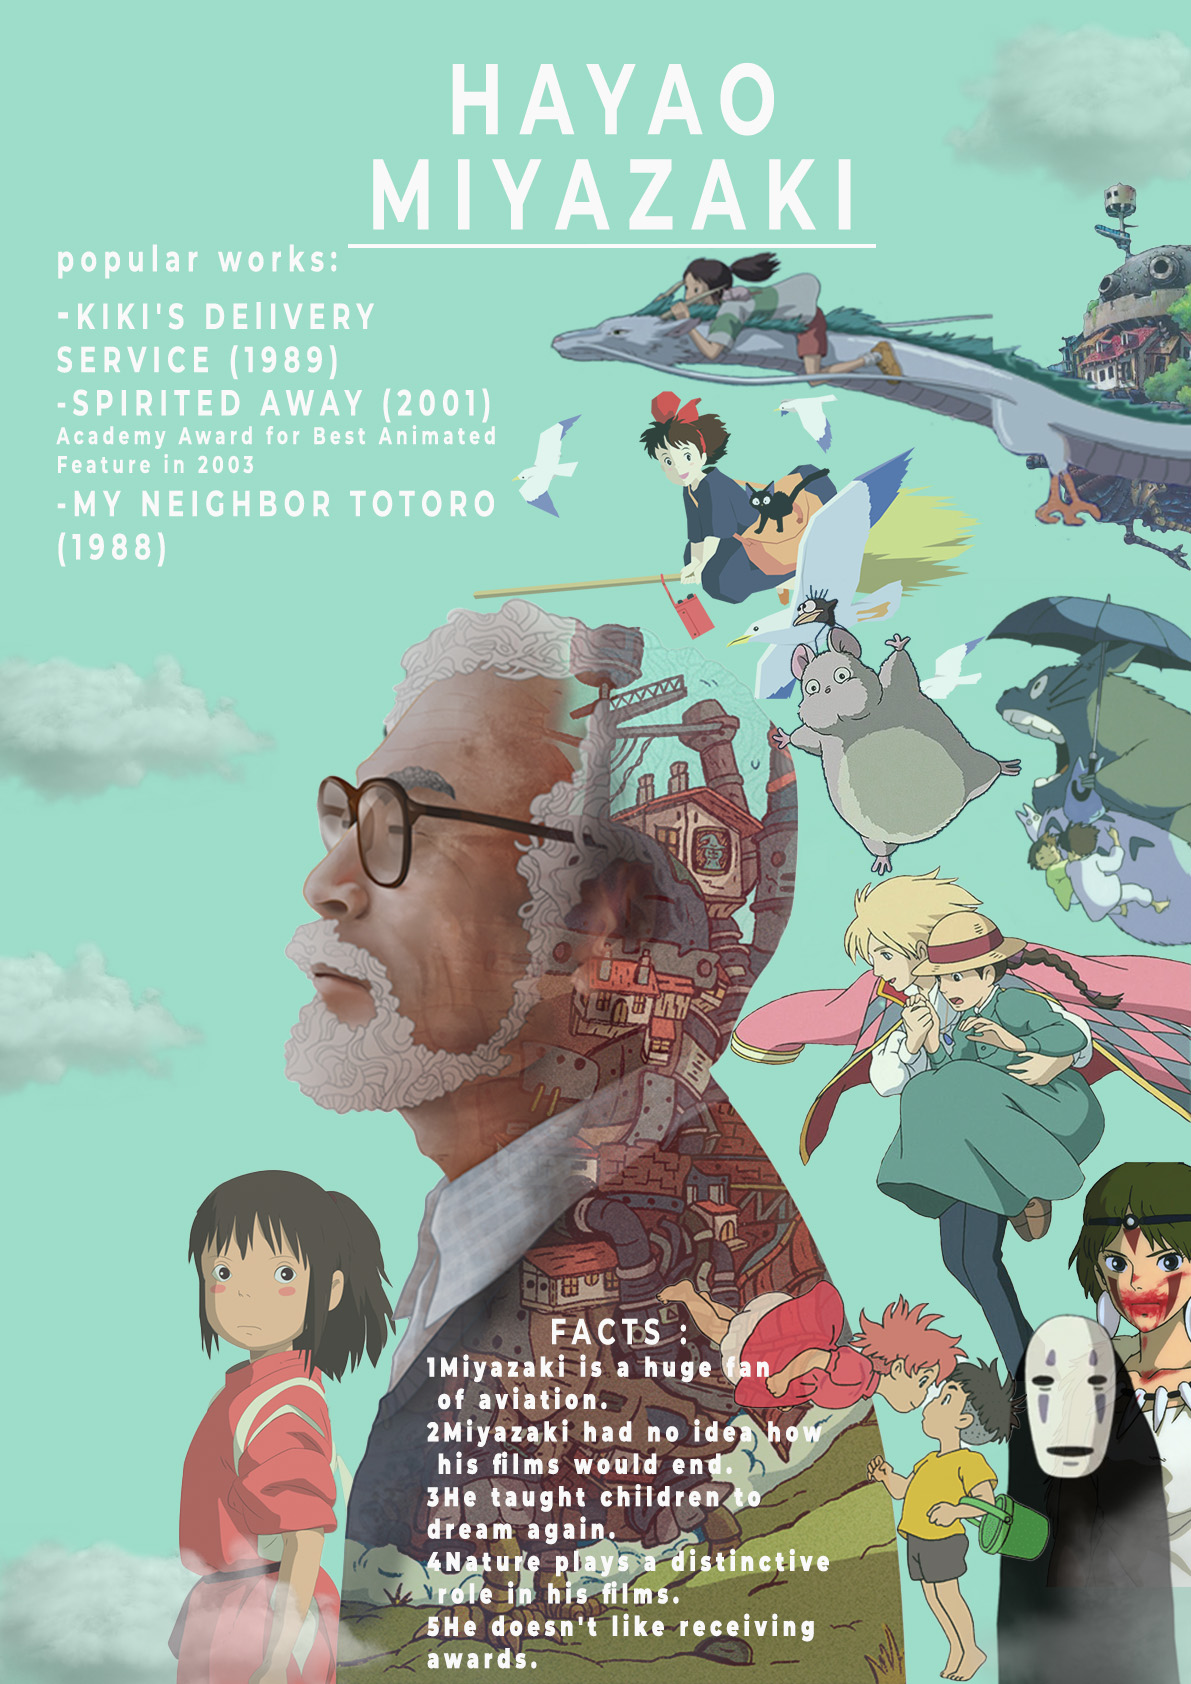 HAYAO
MIYAZAKI
popular works:
-KIKI'S DElIVERY
SERVICE (1989)
-SPIRITED AWAY (2001)
Academy Award for Best Animated
Feature in 2003
-MY NEIGHBOR TOTORO
(1988)
FACTS :
1Miyazaki is a huge fan
of aviation.
2Miyazaki had no idea how
his films would end.
3He taught children to
dream again.
4Nature plays a distinctive
role in his films.
5He doesn't like receiving
awards.